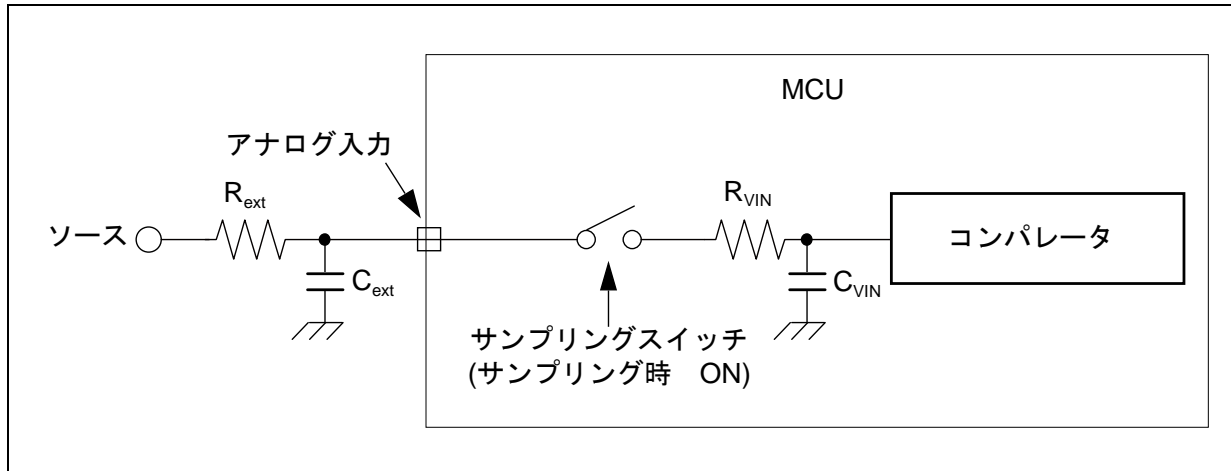 MCU
アナログ入力
R_ext
R_VIN
ソース
コンパレータ
C_ext
C_VIN
サンプリングスイッチ
(サンプリング時　ON)